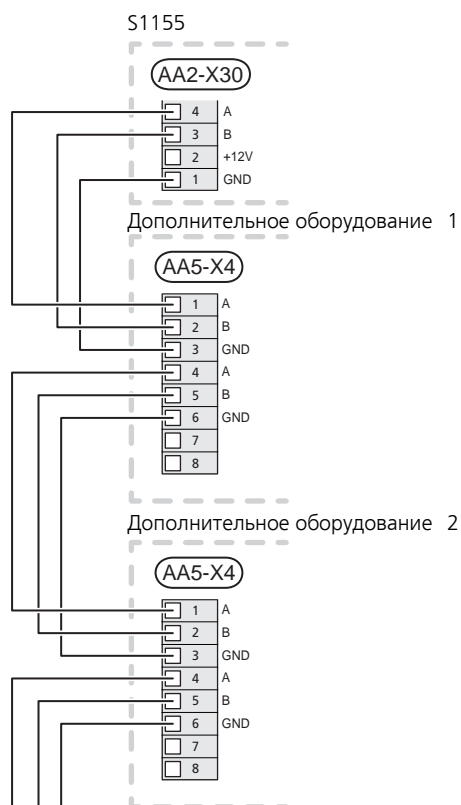 S1155
AA2-X30
4 A
3 B
2 +12V
1 GND
Дополнительное оборудование 1
AA5-X4
1 A
2 B
3 GND
4 A
5 B
6 GND
7
8
Дополнительное оборудование 2
AA5-X4
1 A
2 B
3 GND
4 A
5 B
6 GND
7
8